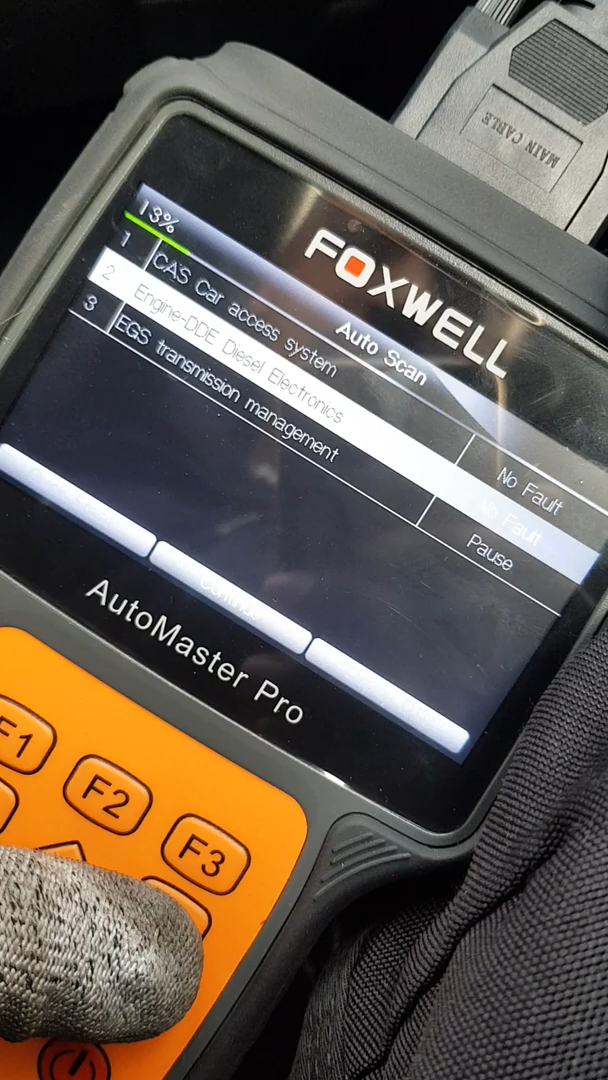 MAIN CABLE
FOXWELL
13%
Auto Scan
1 CAS Car access system No Fault
2 Engine-DDE Diesel Electronics No Fault
3 EGS transmission management Pause
Continue
AutoMaster Pro
F1 F2 F3